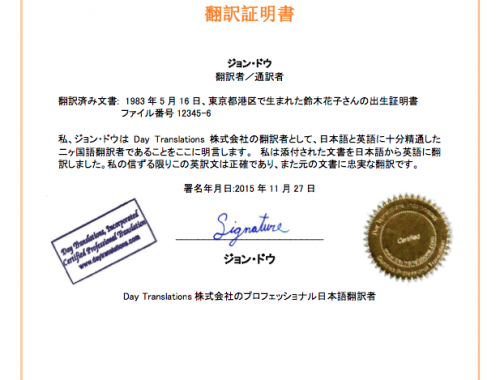 翻訳証明書
ジョン・ドウ
翻訳者／通訳者
翻訳済み文書: 1983 年 5 月 16 日、東京都港区で生まれた鈴木花子さんの出生証明書
ファイル番号 12345-6
私、ジョン・ドウは Day Translations 株式会社の翻訳者として、日本語と英語に十分精通した
二ヶ国語翻訳者であることをここに明言します。 私は添付された文書を日本語から英語に翻
訳しました。私の信ずる限りこの英訳文は正確であり、また元の文書に忠実な翻訳です。
署名年月日:2015 年 11 月 27 日
Signature
Day Translations, Incorporated
Certified Professional Translation
www.daytranslations.com
Day Translations, Incorporated
Certified
ジョン・ドウ
Day Translations 株式会社のプロフェッショナル日本語翻訳者